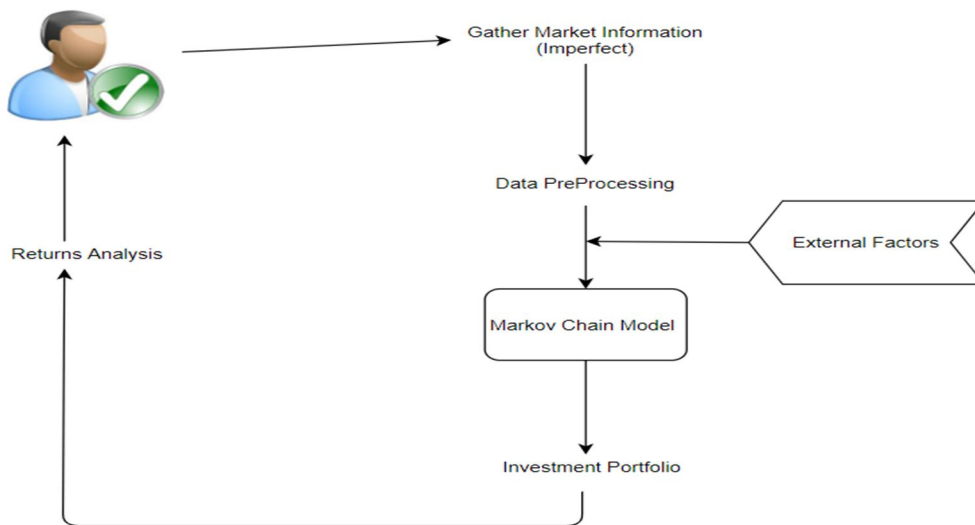 Gather Market Information
(Imperfect)
Data PreProcessing
External Factors
Returns Analysis
Markov Chain Model
Investment Portfolio